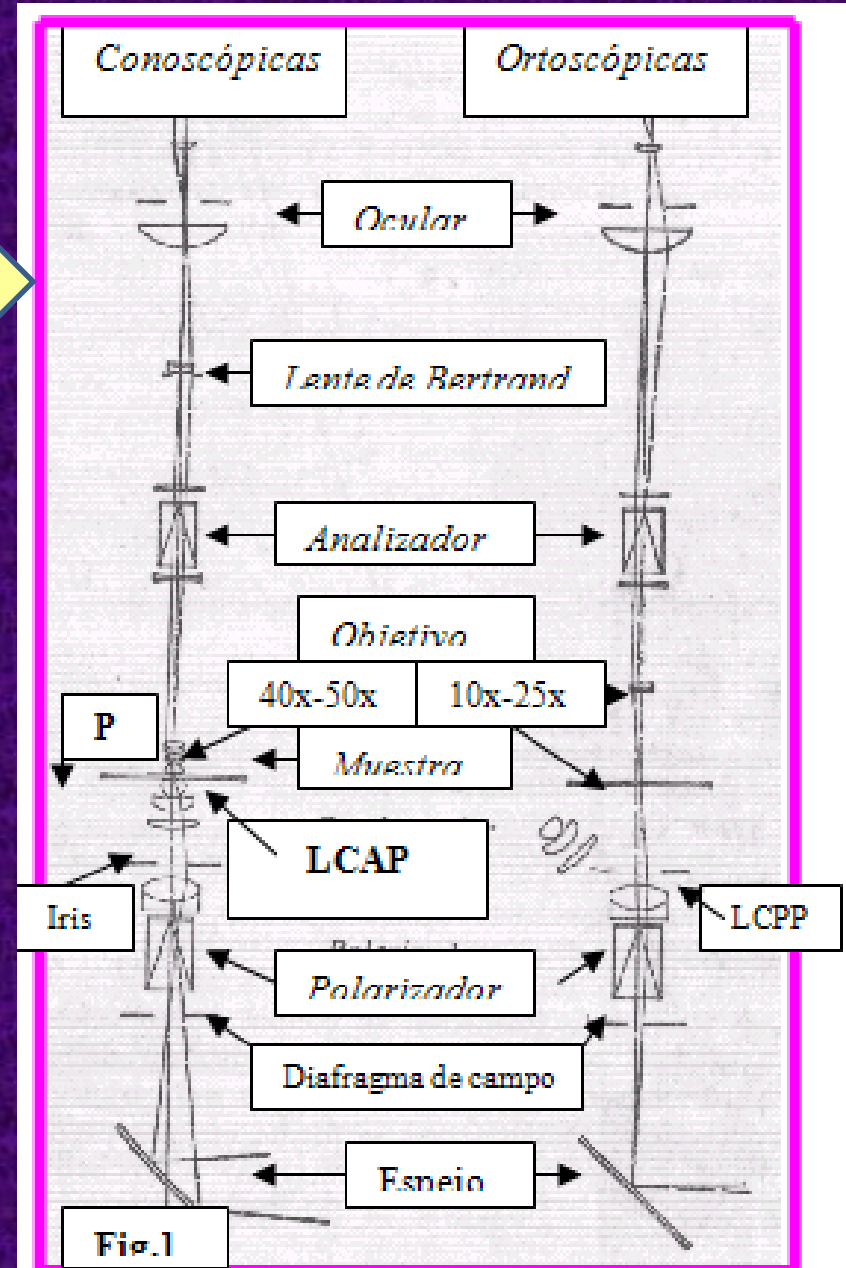 Conoscópicas
Ortoscópicas
Ocular
Lente de Bertrand
Analizador
Objetivo
40x-50x
10x-25x
P
Muestra
LCAP
Iris
LCPP
Polarizador
Diafragma de campo
Espejo
Fig.1